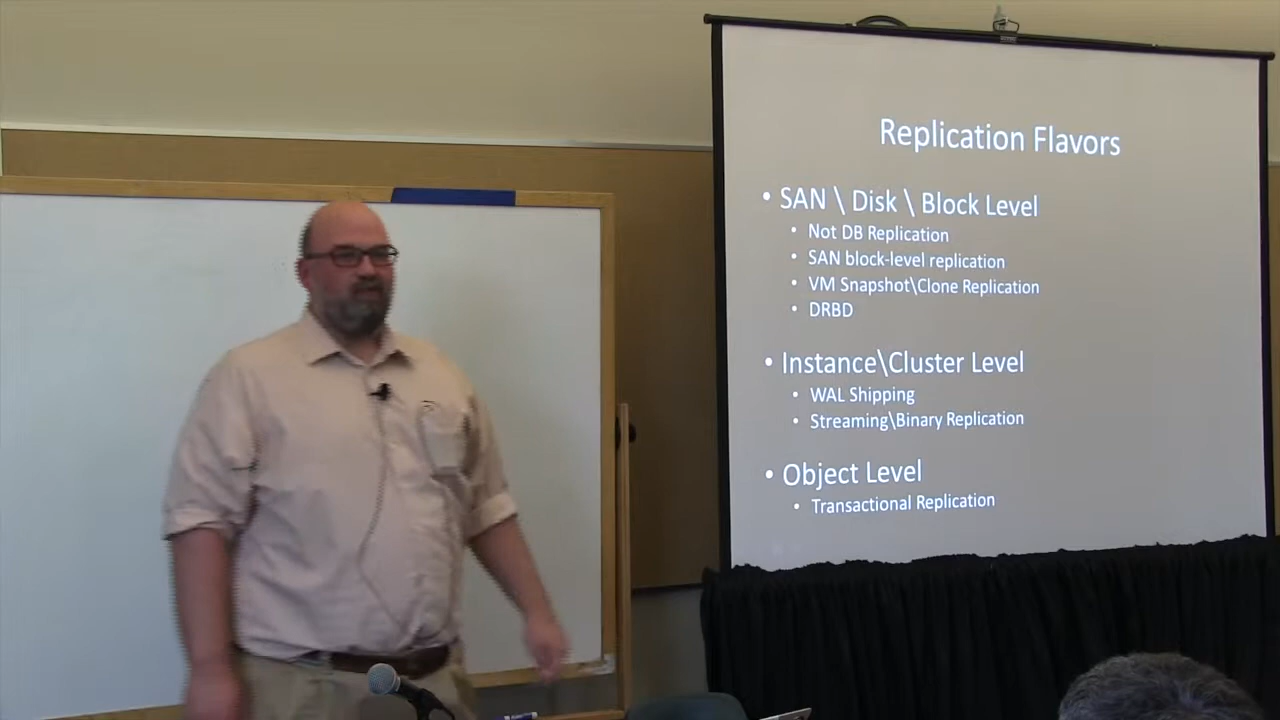 Replication Flavors
• SAN \ Disk \ Block Level
• Not DB Replication
• SAN block-level replication
• VM Snapshot\Clone Replication
• DRBD
• Instance\Cluster Level
• WAL Shipping
• Streaming\Binary Replication
• Object Level
• Transactional Replication